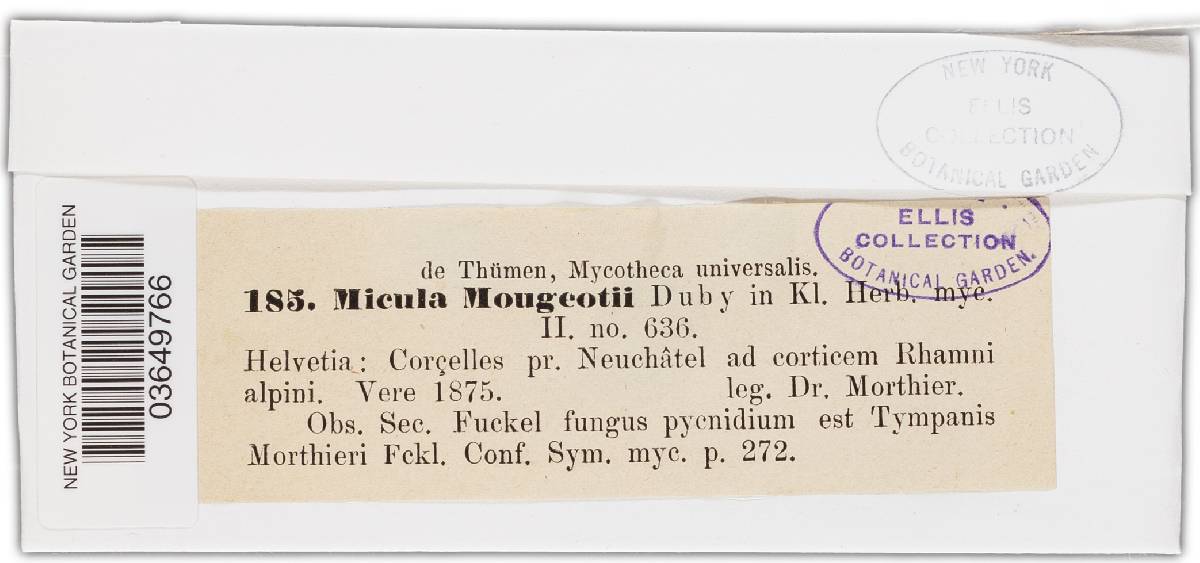 NEW YORK
ELLIS
COLLECTION
BOTANICAL GARDEN
NEW YORK BOTANICAL GARDEN
03649766
ELLIS
COLLECTION
BOTANICAL GARDEN.
de Thümen, Mycotheca universalis.
185. Micula Mougeotii Duby in Kl. Herb. myc.
II. no. 636.
Helvetia: Corçelles pr. Neuchâtel ad corticem Rhamni
alpini. Vere 1875. leg. Dr. Morthier.
Obs. Sec. Fuckel fungus pycnidium est Tympanis
Morthieri Fckl. Conf. Sym. myc. p. 272.